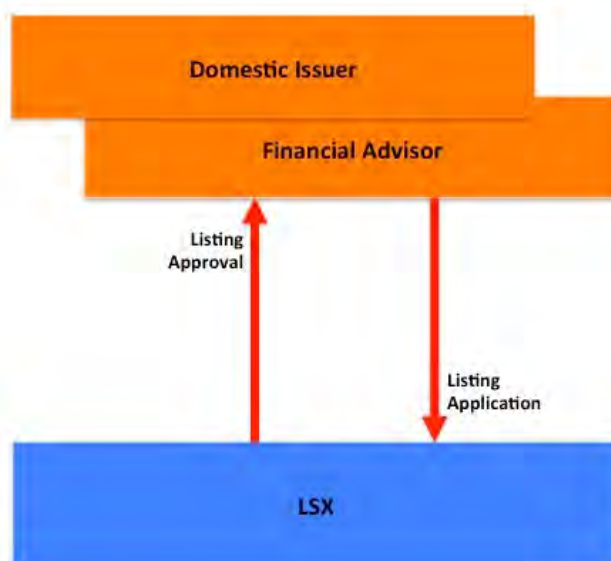 Domestic Issuer
Financial Advisor
Listing
Approval
Listing
Application
LSX